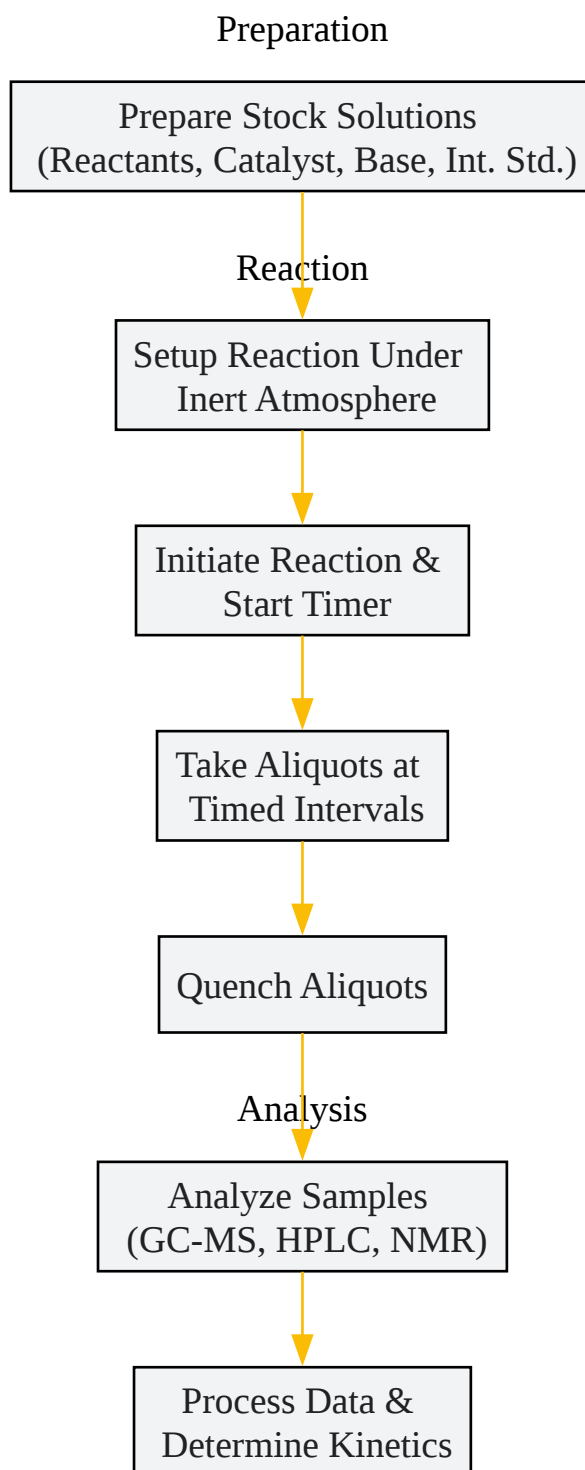 Preparation
Prepare Stock Solutions
(Reactants, Catalyst, Base, Int. Std.)
Reaction
Setup Reaction Under
Inert Atmosphere
Initiate Reaction &
Start Timer
Take Aliquots at
Timed Intervals
Quench Aliquots
Analysis
Analyze Samples
(GC-MS, HPLC, NMR)
Process Data &
Determine Kinetics